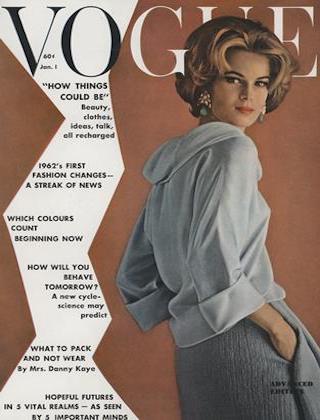 VOGUE
60¢
Jan. 1
"HOW THINGS
COULD BE"
Beauty,
clothes,
ideas, talk,
all recharged
1962's FIRST
FASHION CHANGES—
A STREAK OF NEWS
WHICH COLOURS
COUNT
BEGINNING NOW
HOW WILL YOU
BEHAVE
TOMORROW?
A new cycle-
science may
predict
WHAT TO PACK
AND NOT WEAR
By Mrs. Danny Kaye
ADVANCED
EDITION
HOPEFUL FUTURES
IN 5 VITAL REALMS — AS SEEN
BY 5 IMPORTANT MINDS